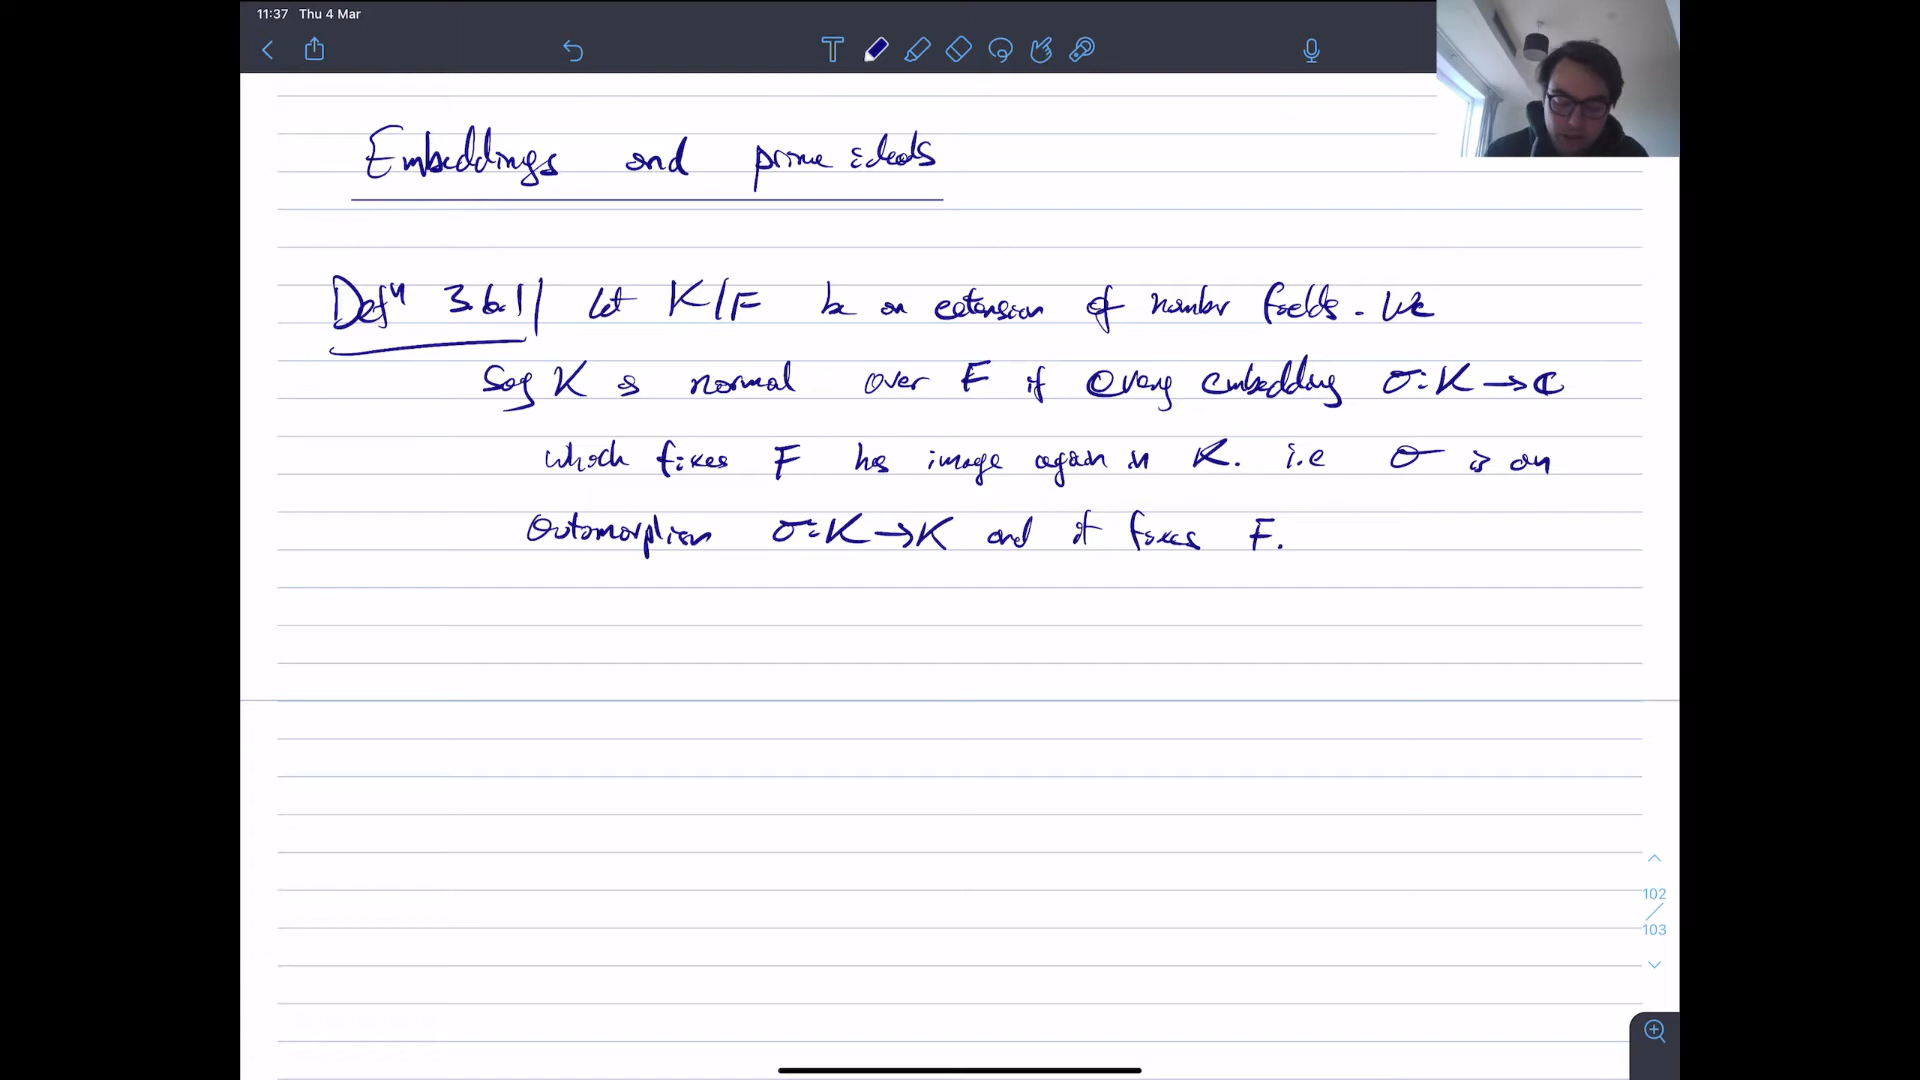 11:37 Thu 4 Mar
Embeddings and prime ideals
Defn 3.6.1 | Let K/F be an extension of number fields. We
say K is normal over F if every embedding σ: K → ℂ
which fixes F has image again in K. i.e σ is an
automorphism σ: K → K and it fixes F.
102
103